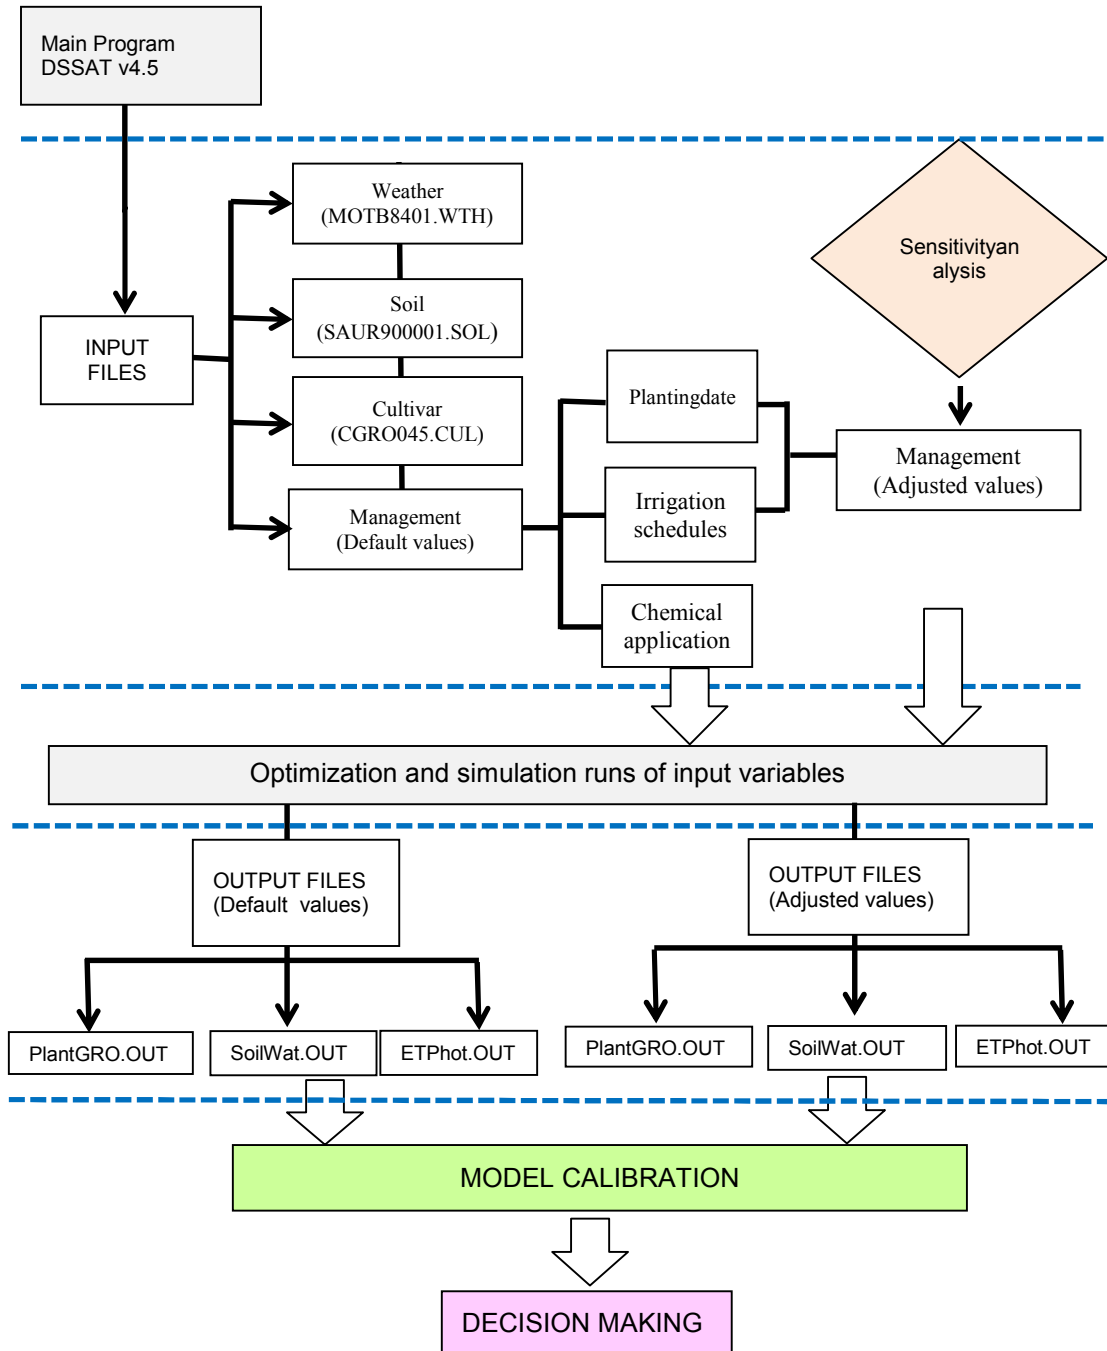 Main Program
DSSAT v4.5
Weather
(MOTB8401.WTH)
Sensitivityan
alysis
Soil
(SAUR900001.SOL)
INPUT
FILES
Plantingdate
Cultivar
(CGRO045.CUL)
Management
(Adjusted values)
Management
(Default values)
Irrigation
schedules
Chemical
application
Optimization and simulation runs of input variables
OUTPUT FILES
(Default values)
OUTPUT FILES
(Adjusted values)
PlantGRO.OUT
SoilWat.OUT
ETPhot.OUT
PlantGRO.OUT
SoilWat.OUT
ETPhot.OUT
MODEL CALIBRATION
DECISION MAKING